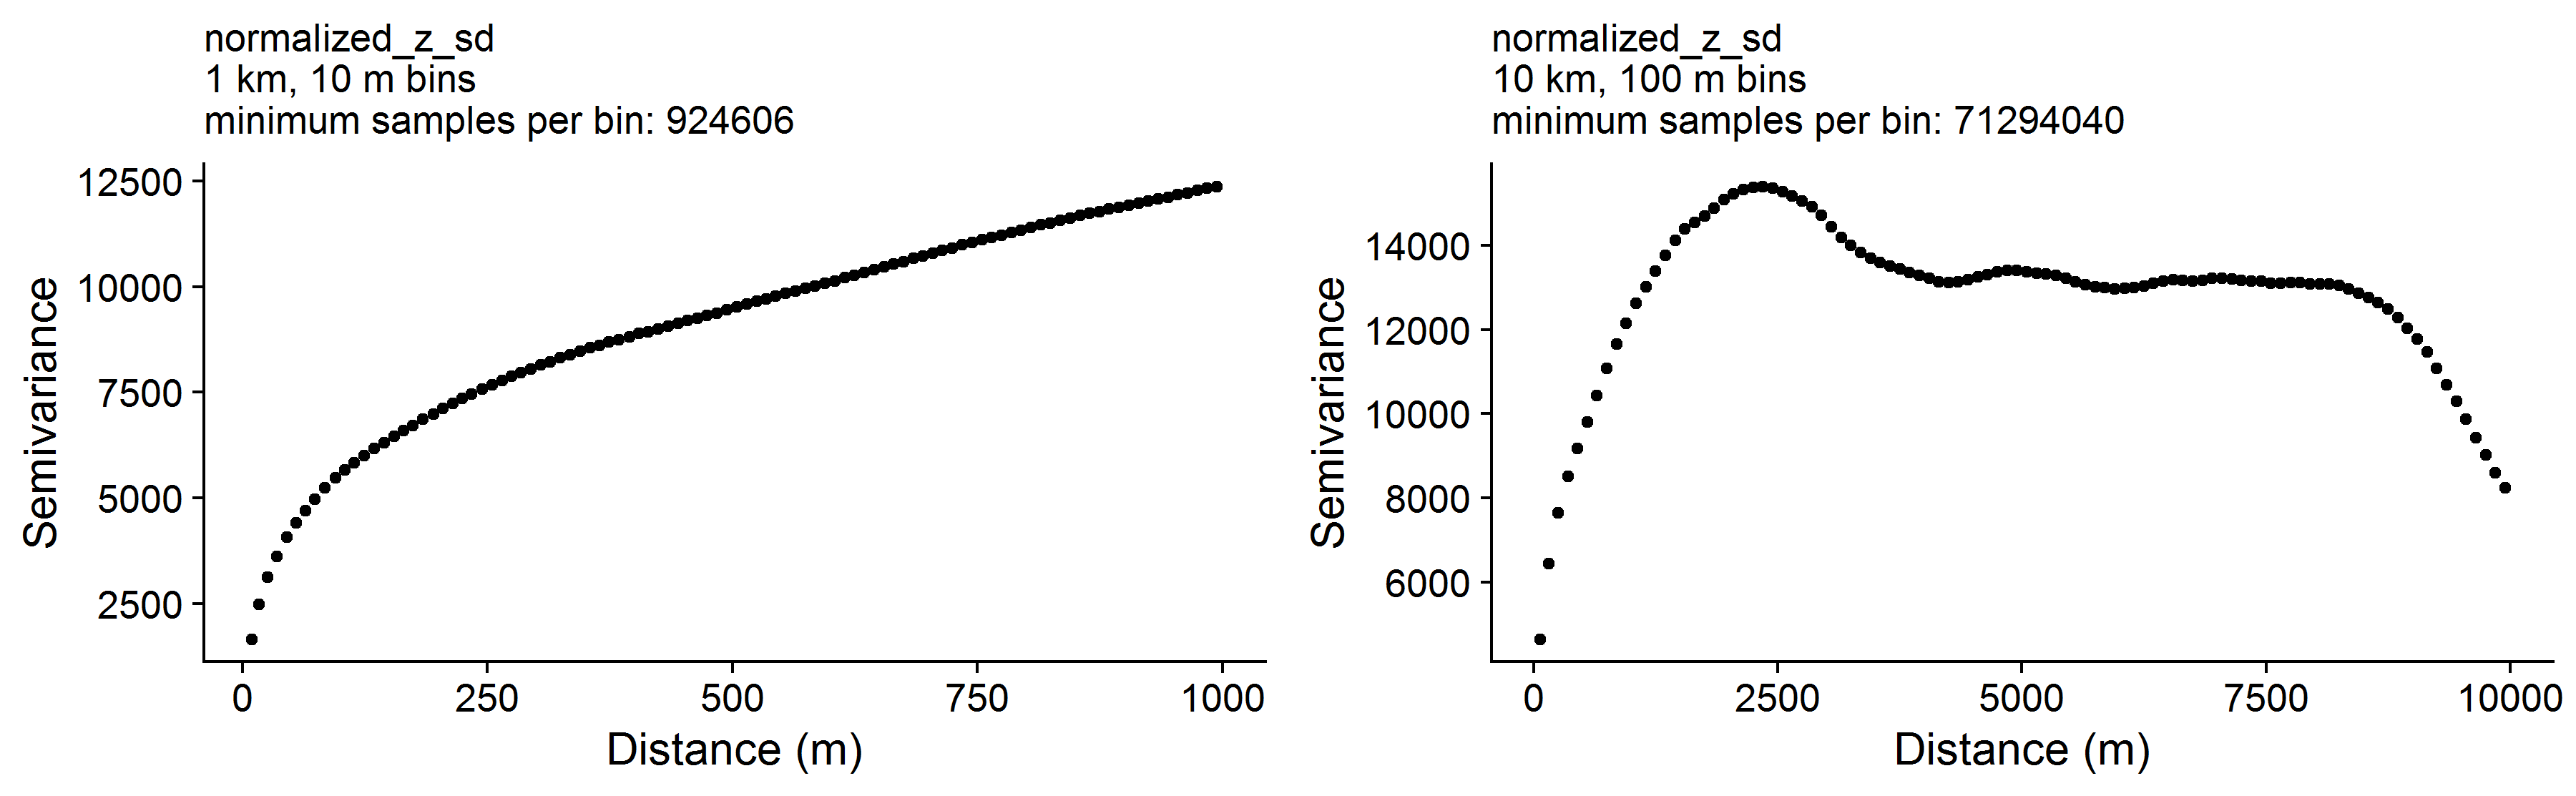 normalized_z_sd
1 km, 10 m bins
minimum samples per bin: 924606
12500
10000
7500
5000
2500
Semivariance
0
250
500
750
1000
Distance (m)
normalized_z_sd
10 km, 100 m bins
minimum samples per bin: 71294040
14000
12000
10000
8000
6000
Semivariance
0
2500
5000
7500
10000
Distance (m)